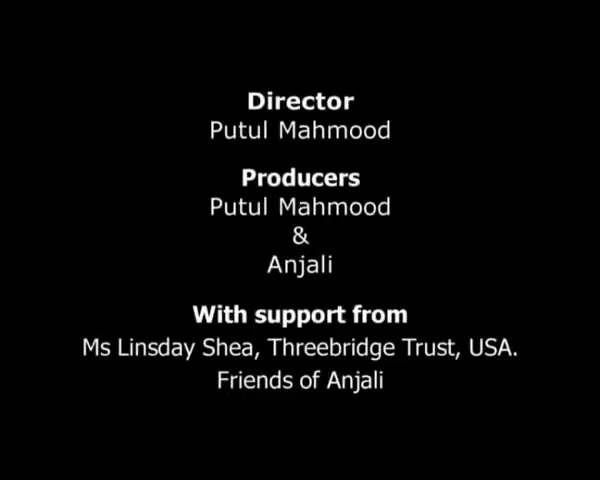 Director
Putul Mahmood
Producers
Putul Mahmood
&
Anjali
With support from
Ms Linsday Shea, Threebridge Trust, USA.
Friends of Anjali